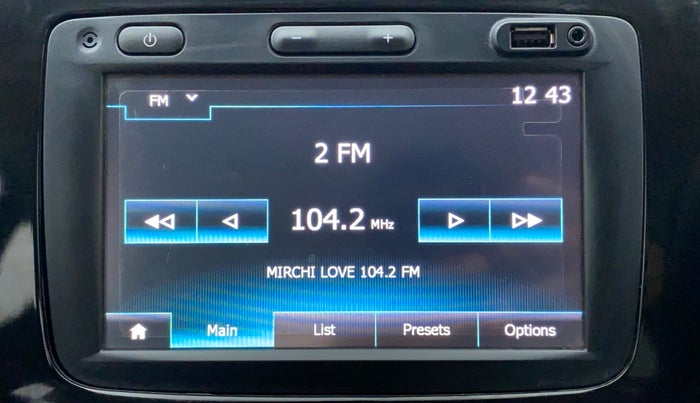 FM
12 43
2 FM
104.2 MHz
MIRCHI LOVE 104.2 FM
Main
List
Presets
Options